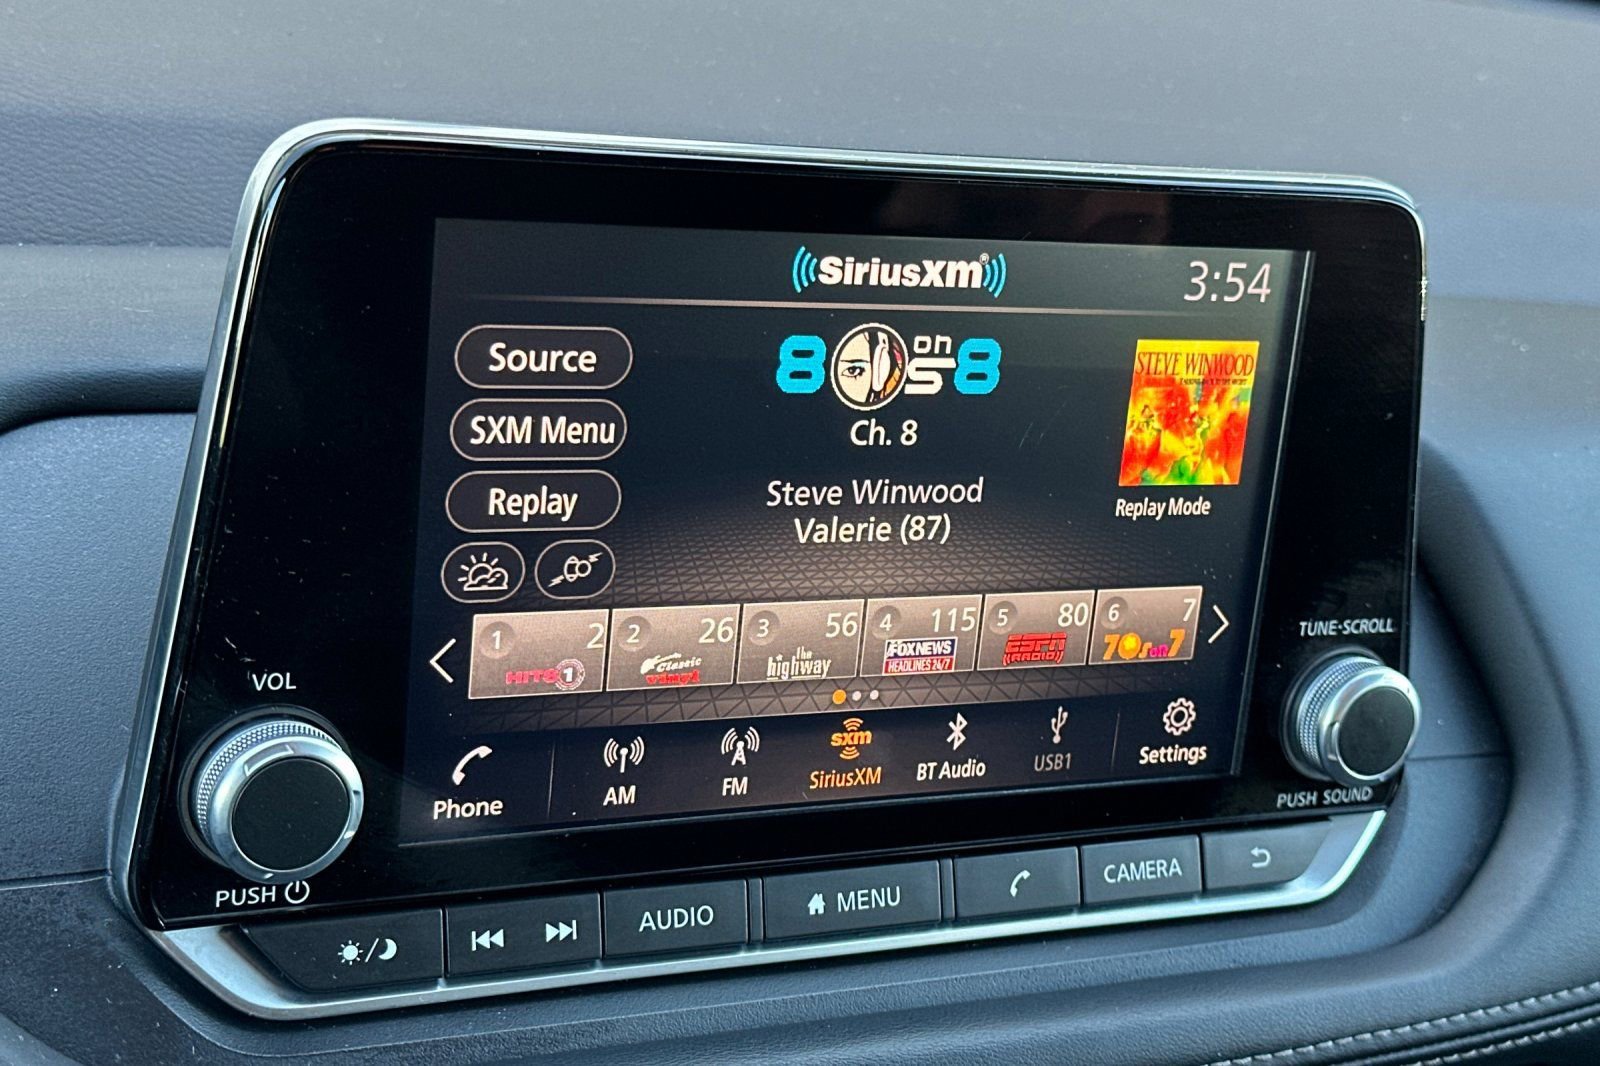 SiriusXM®
3:54
Source
SXM Menu
Replay
8 0s on 8
Ch. 8
Steve Winwood
Valerie (87)
STEVE WINWOOD
Replay Mode
1 2
HITS 1
2 26
Classic
vinyl
3 56
the
highway
4 115
FOX NEWS
HEADLINES 24/7
5 80
ESPN
RADIO
6 7
70s on 7
Phone
AM
FM
sxm
SiriusXM
BT Audio
USB1
Settings
VOL
PUSH
TUNE·SCROLL
PUSH SOUND
AUDIO
MENU
CAMERA